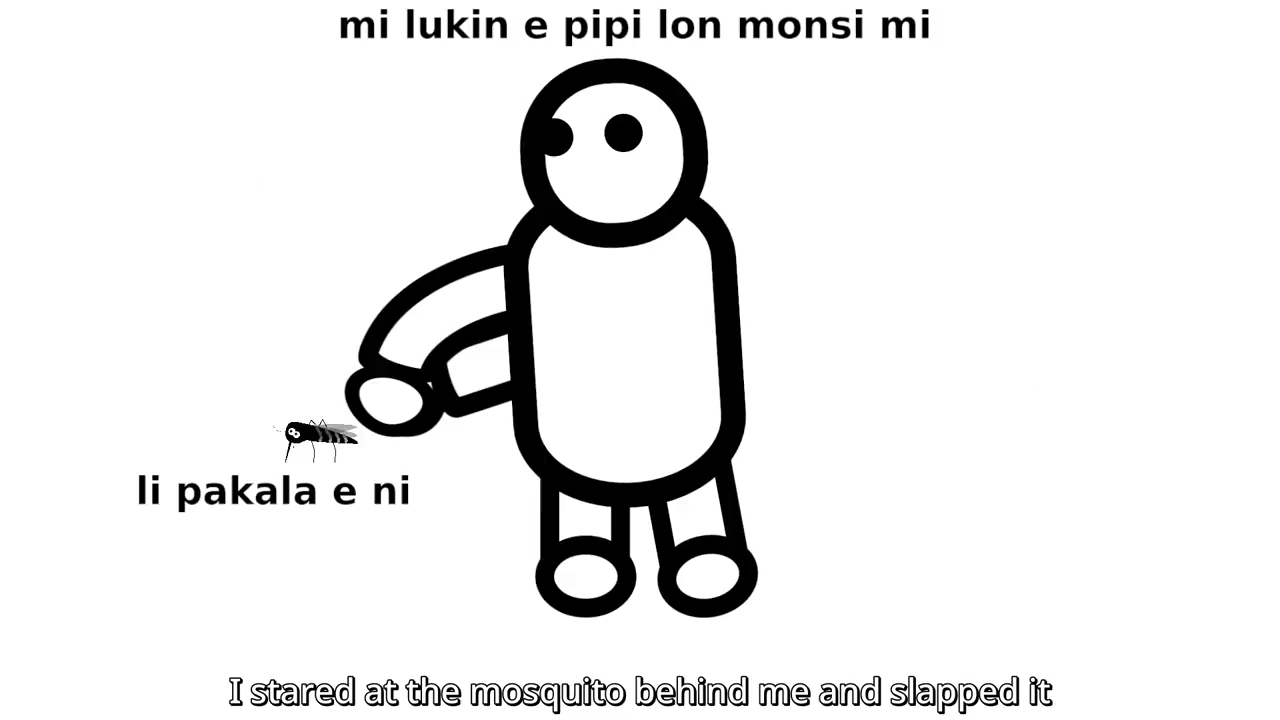 mi lukin e pipi lon monsi mi
li pakala e ni
I stared at the mosquito behind me and slapped it